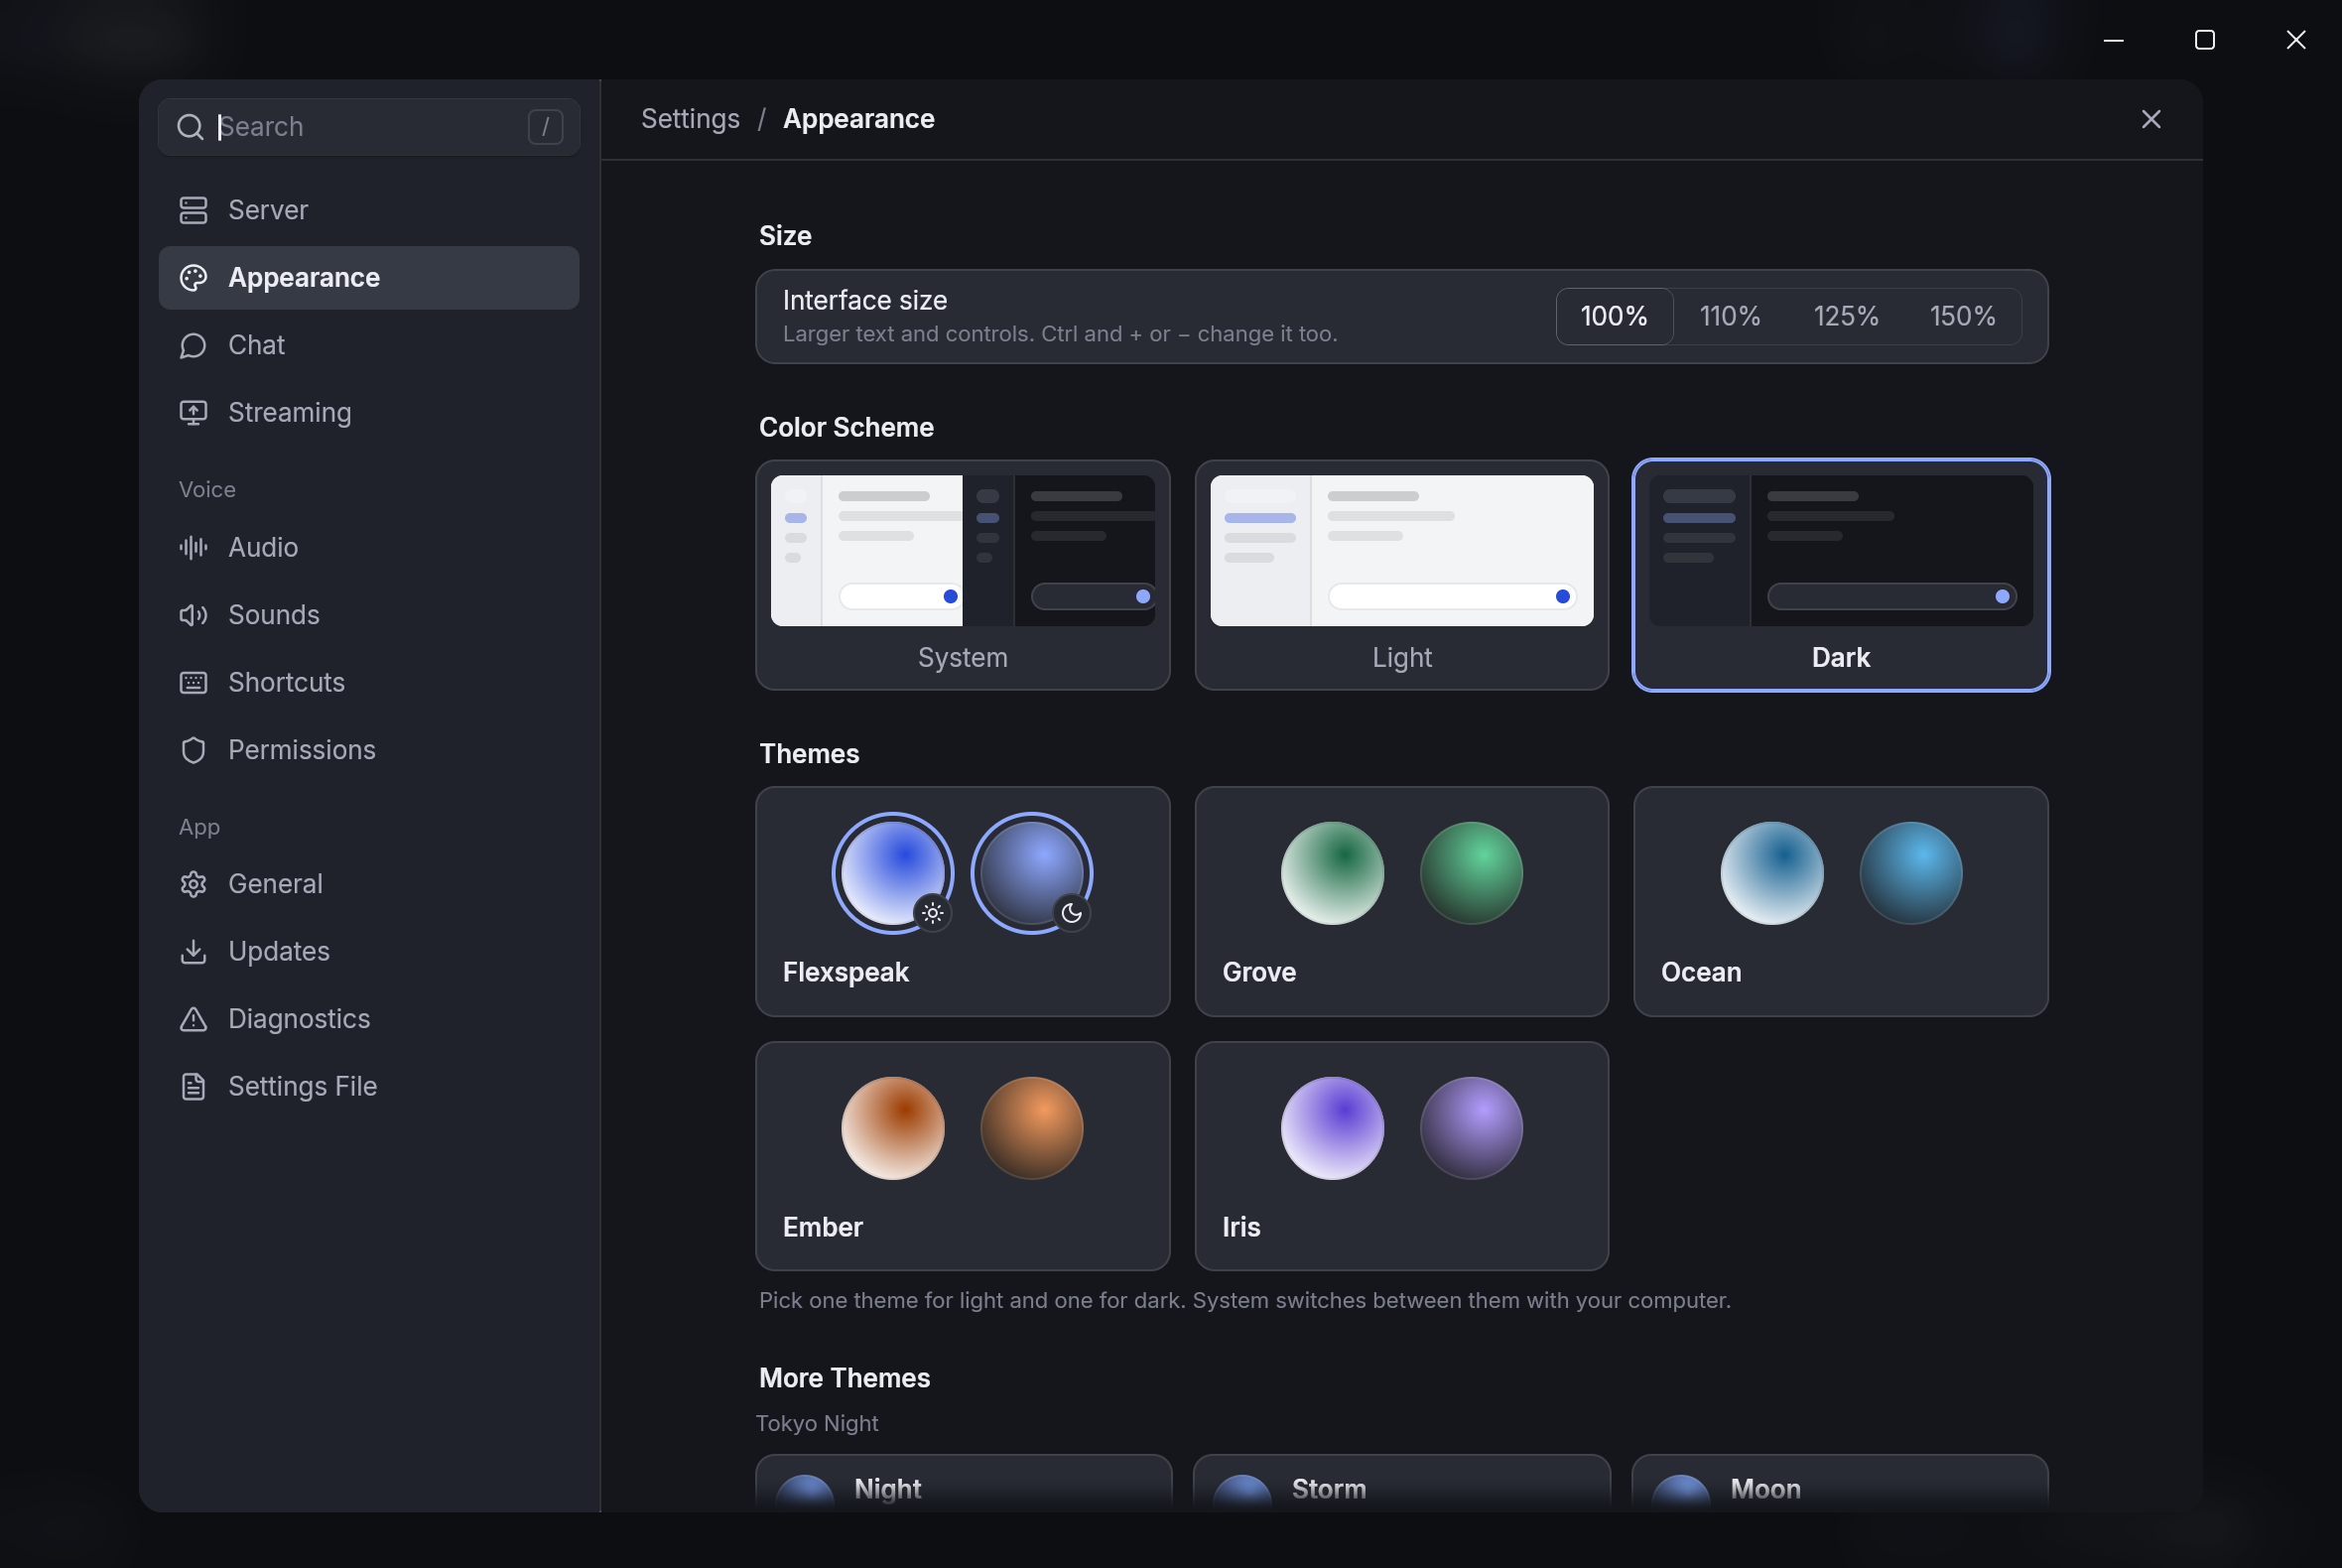 Search /
Server
Appearance
Chat
Streaming
Voice
Audio
Sounds
Shortcuts
Permissions
App
General
Updates
Diagnostics
Settings File
Settings / Appearance
Size
Interface size
Larger text and controls. Ctrl and + or − change it too.
100% 110% 125% 150%
Color Scheme
System Light Dark
Themes
Flexspeak Grove Ocean
Ember Iris
Pick one theme for light and one for dark. System switches between them with your computer.
More Themes
Tokyo Night
Night Storm Moon